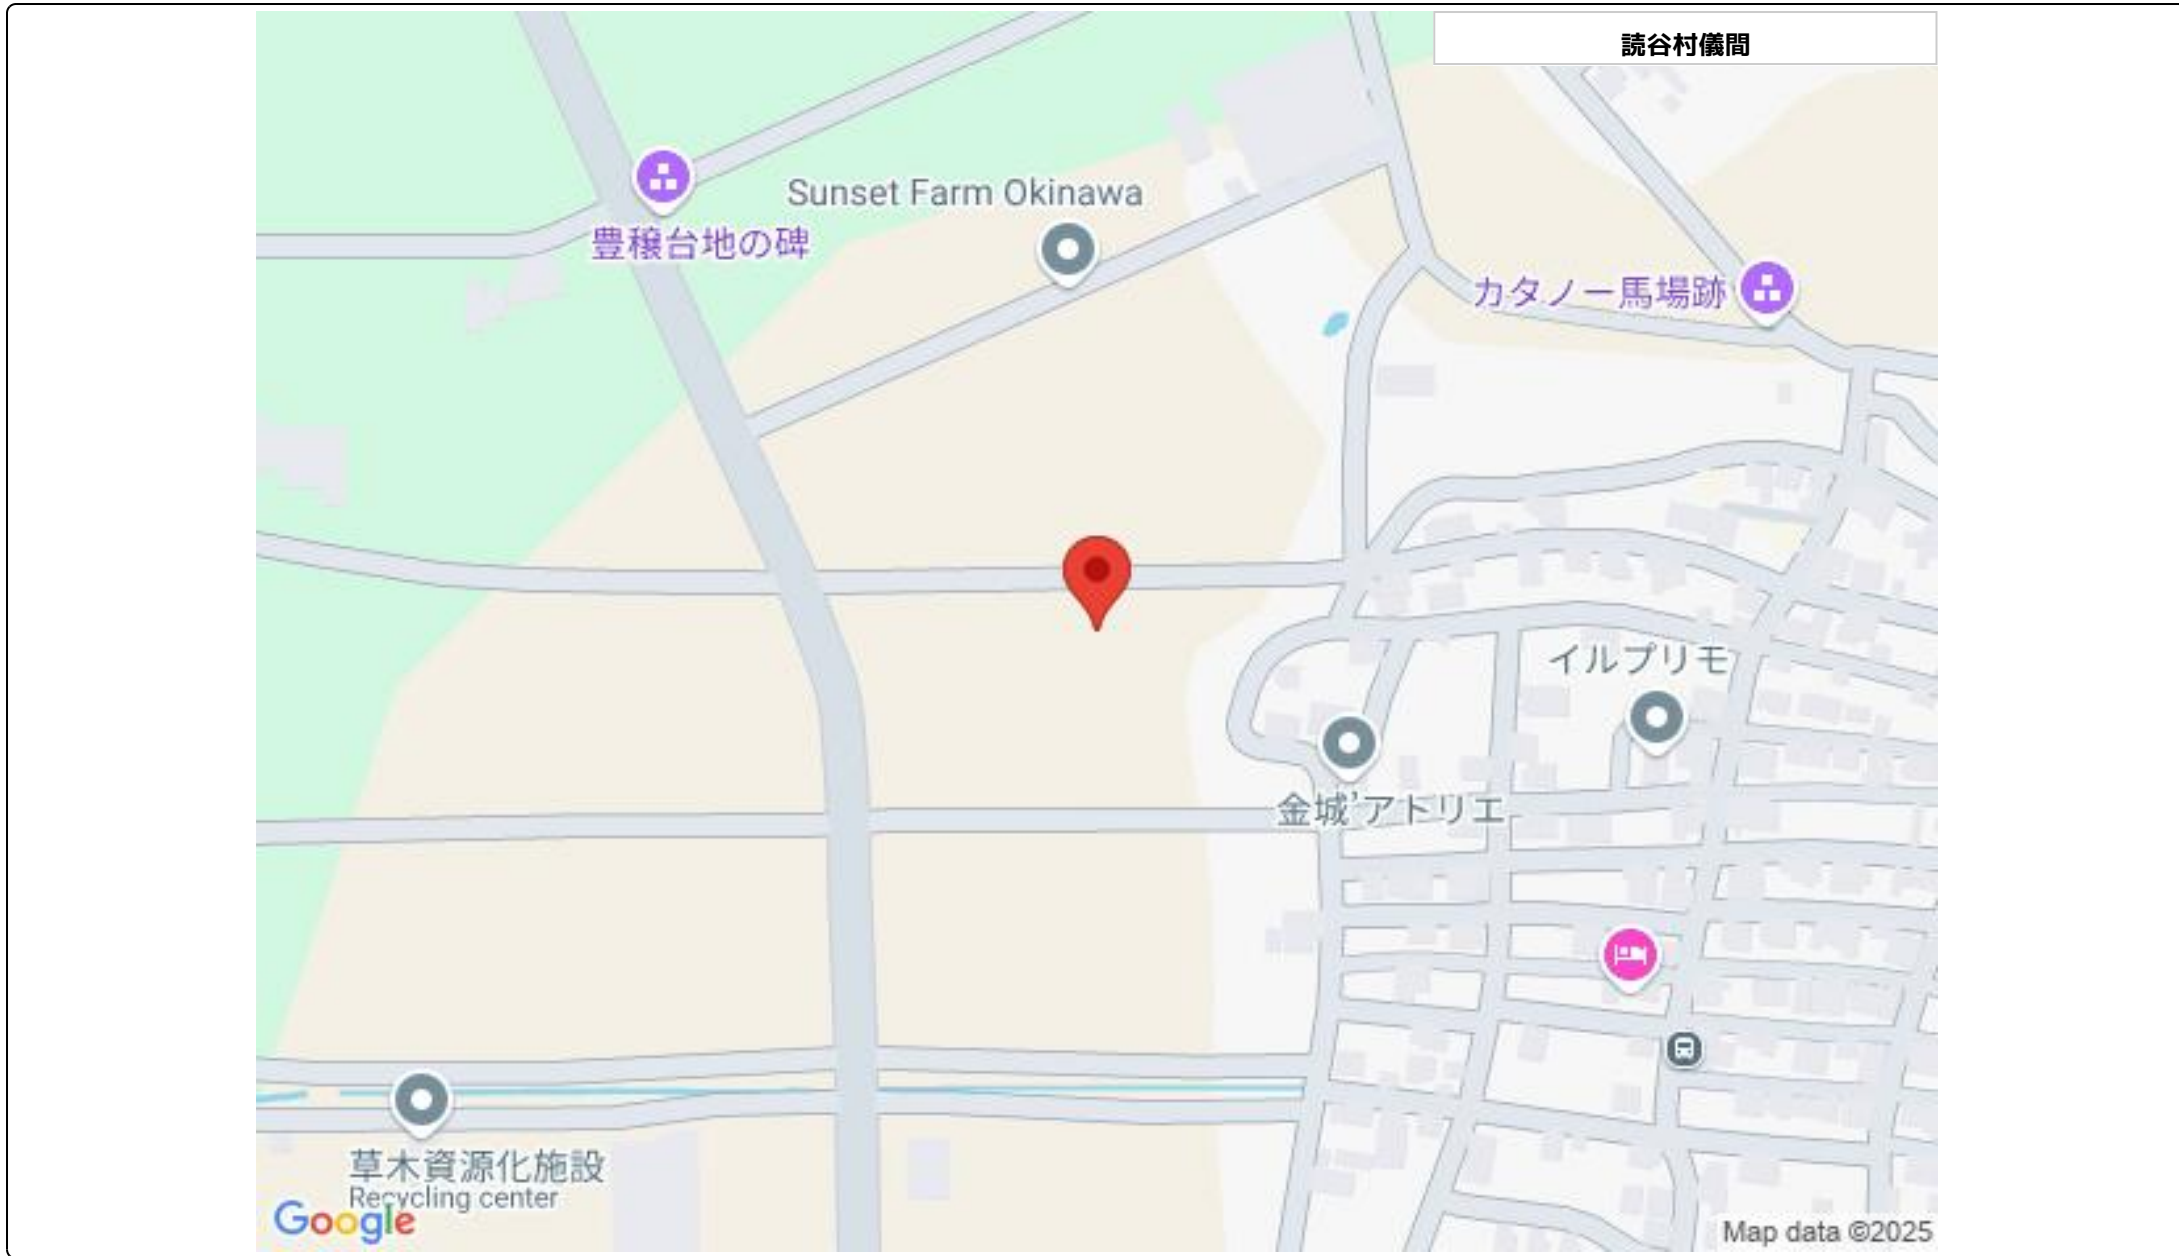 読谷村儀間
Sunset Farm Okinawa
豊穣台地の碑
カタノー馬場跡
イルプリモ
金城’アトリエ
草木資源化施設
Recycling center
Google
Map data ©2025